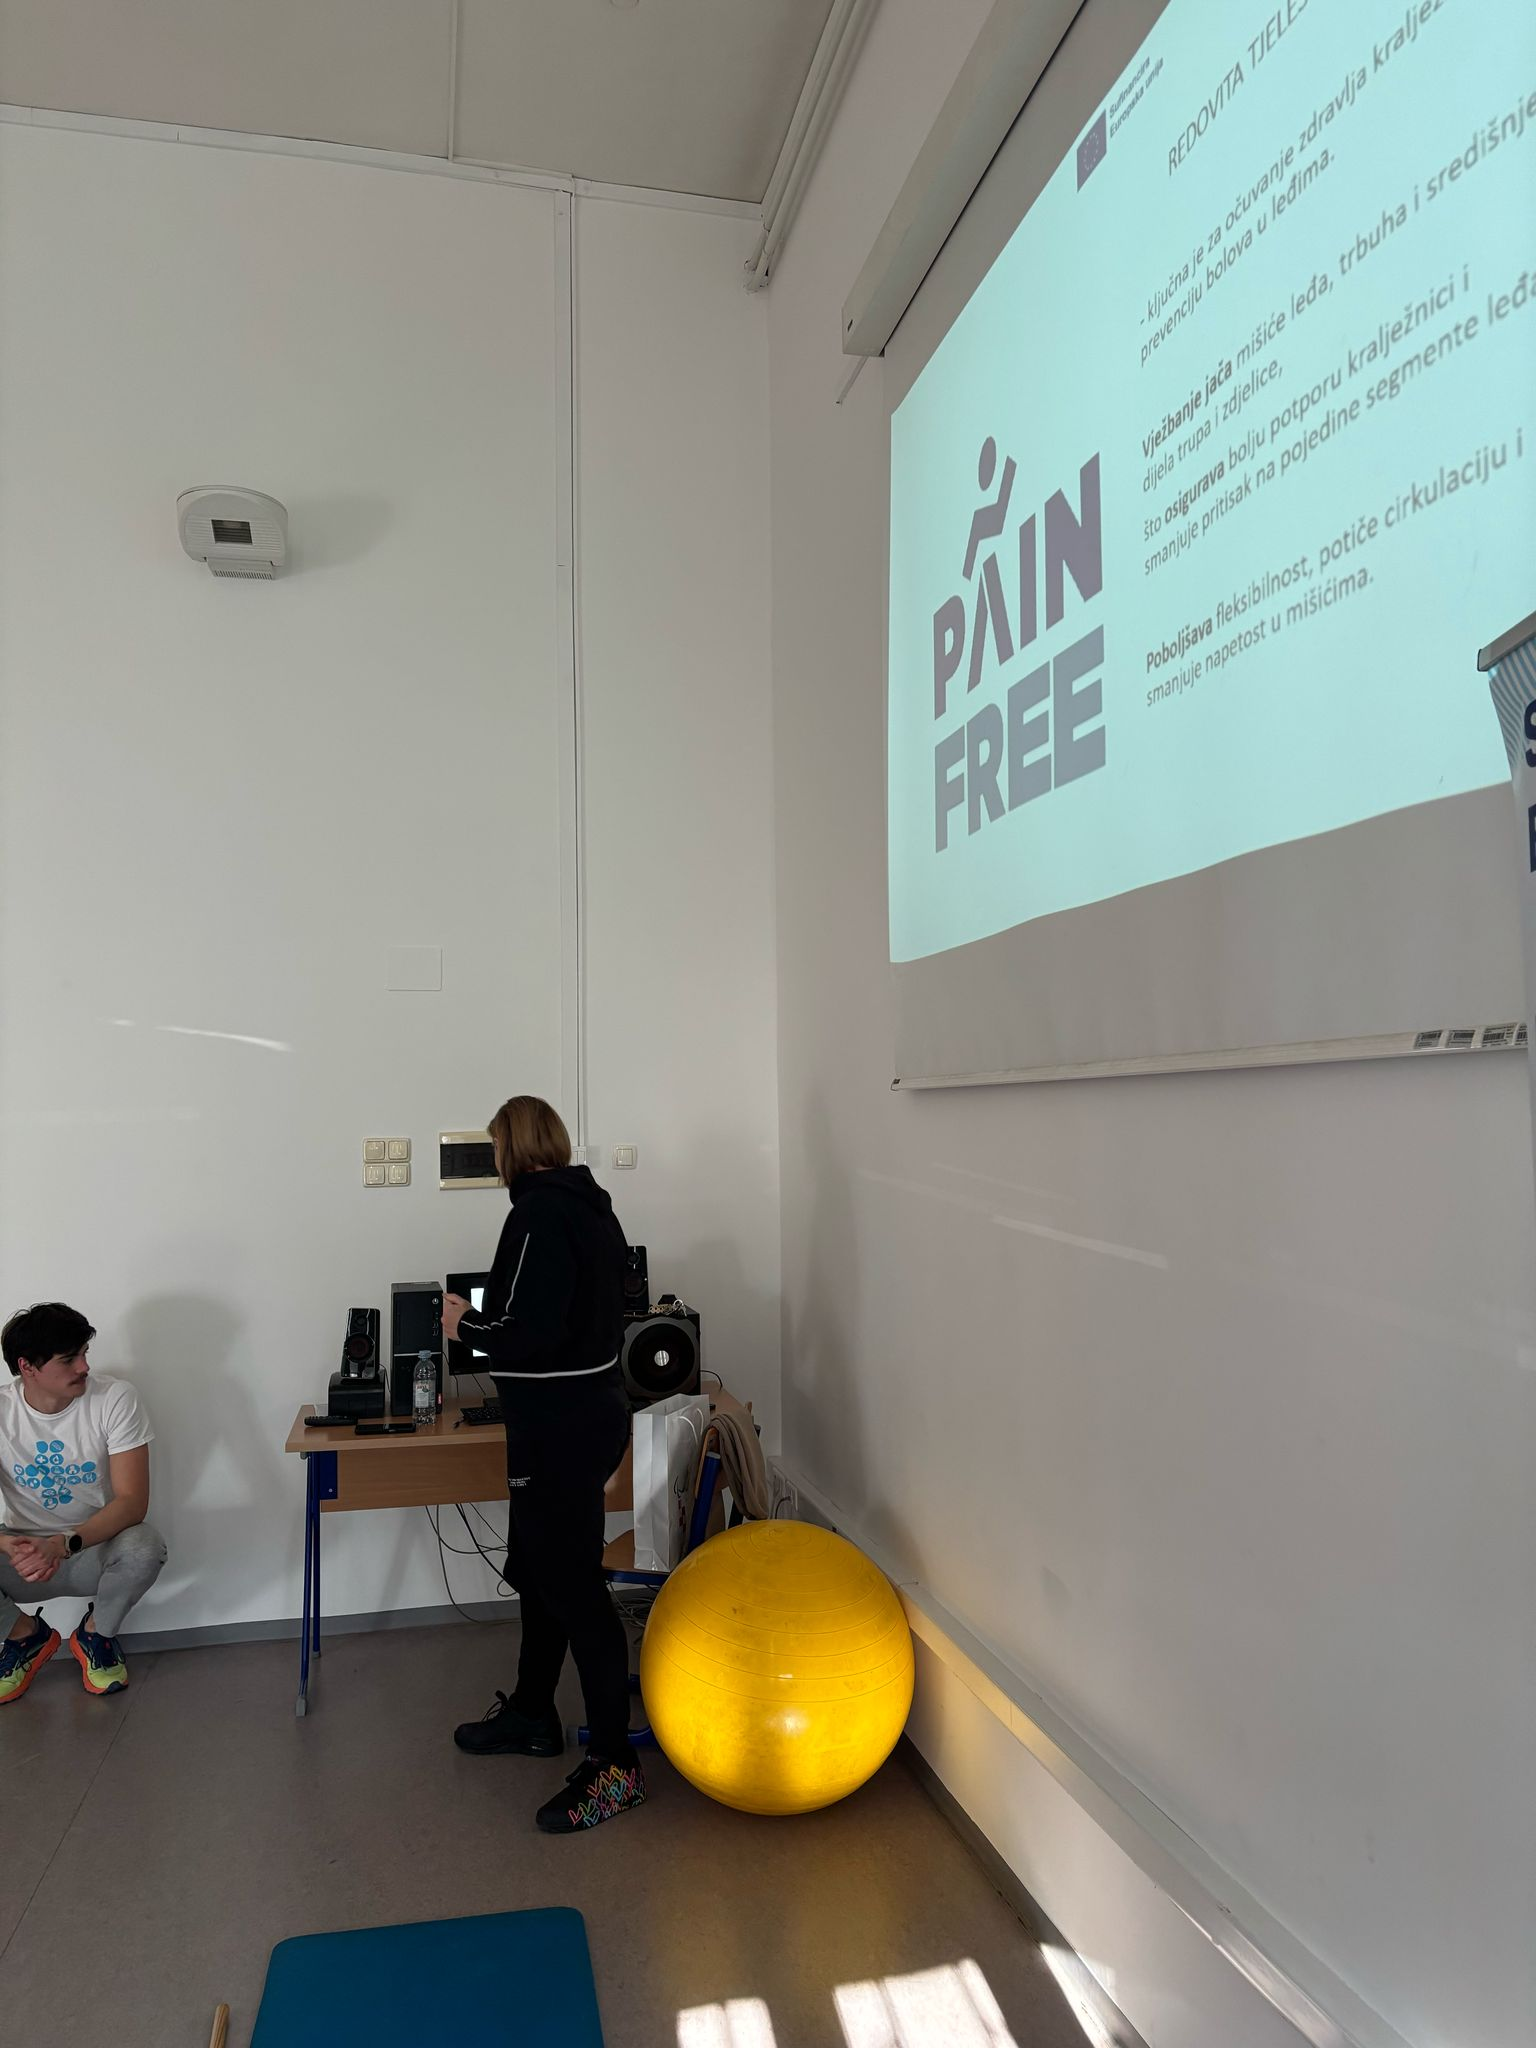 Sufinancira
Europska unija
REDOVITA
- ključna je za očuvanje zdravlja
prevenciju bolova u leđima.
Vježbanje jača mišiće leđa, trbuha i središnje
dijela trupa i zdjelice,
što osigurava bolju potporu kralježnici i
smanjuje pritisak na pojedine segmente leđa
Poboljšava fleksibilnost, potiče cirkulaciju i
smanjuje napetost u mišićima.
PAIN
FREE